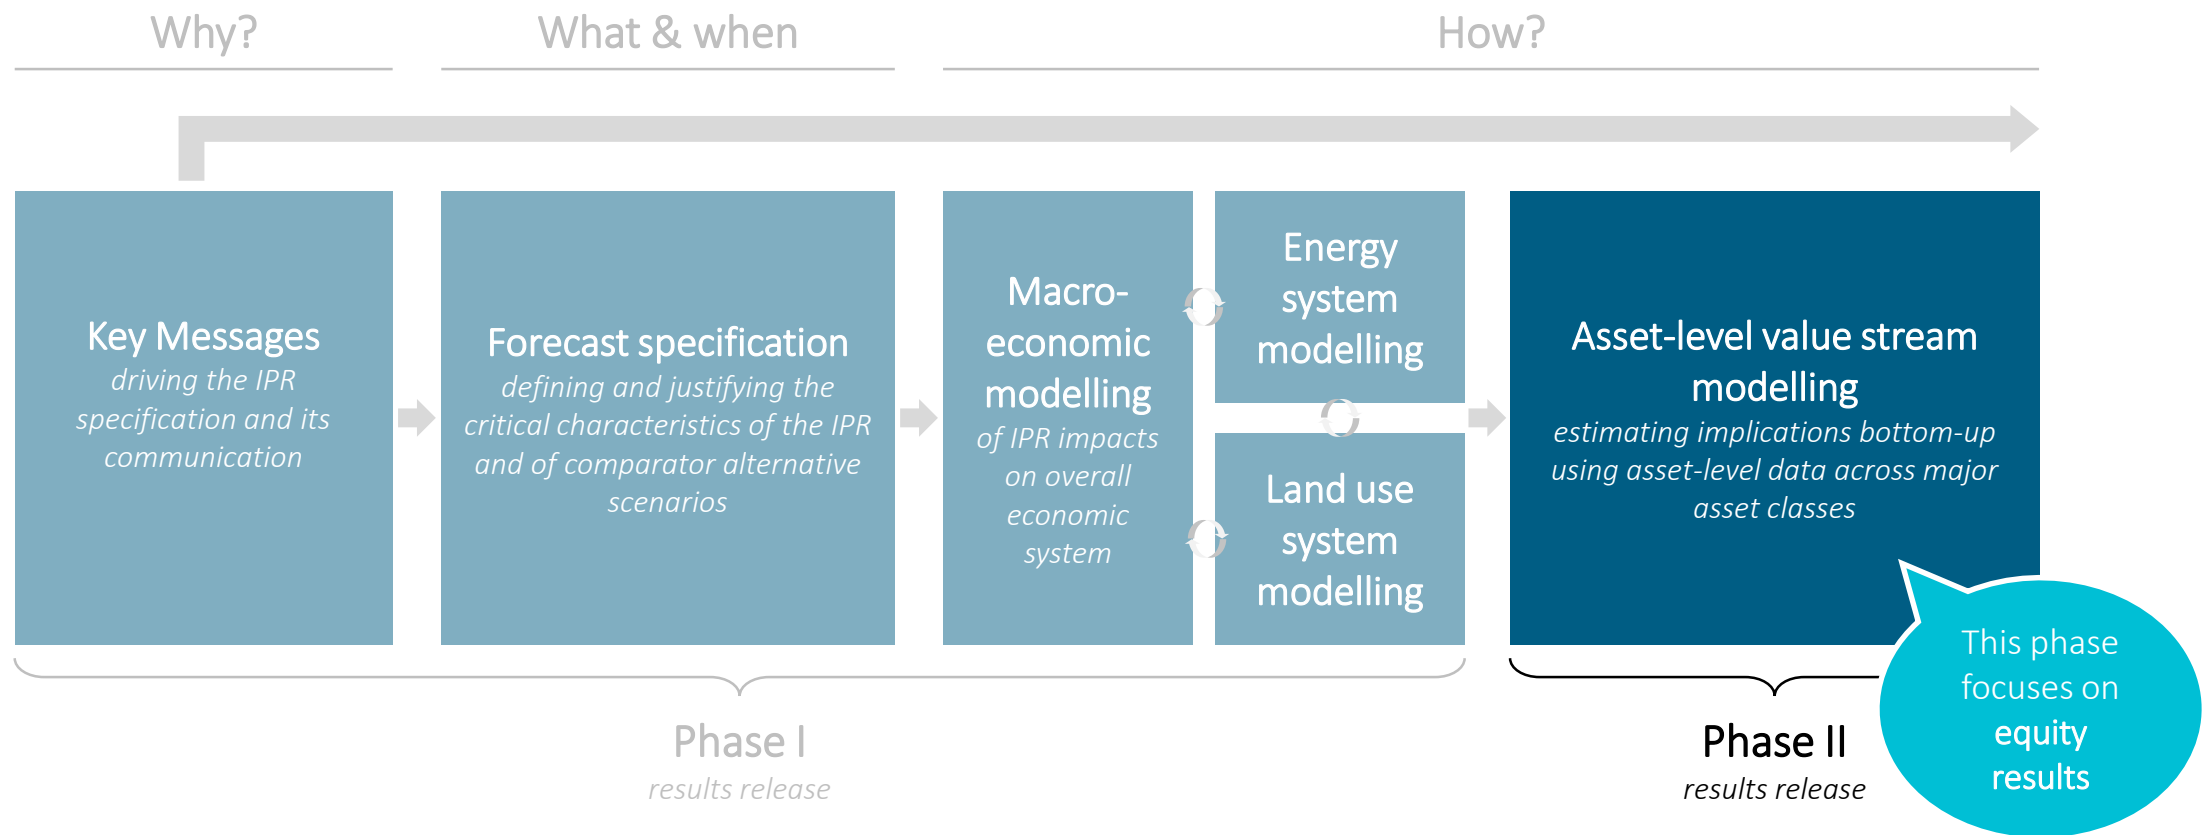 Why?
What & when
How?
Key Messages
driving the IPR
specification and its
communication
Forecast specification
defining and justifying the
critical characteristics of the IPR
and of comparator alternative
scenarios
Macro-
economic
modelling
of IPR impacts
on overall
economic
system
Energy
system
modelling
Land use
system
modelling
Asset-level value stream
modelling
estimating implications bottom-up
using asset-level data across major
asset classes
This phase
focuses on
equity
results
Phase I
results release
Phase II
results release